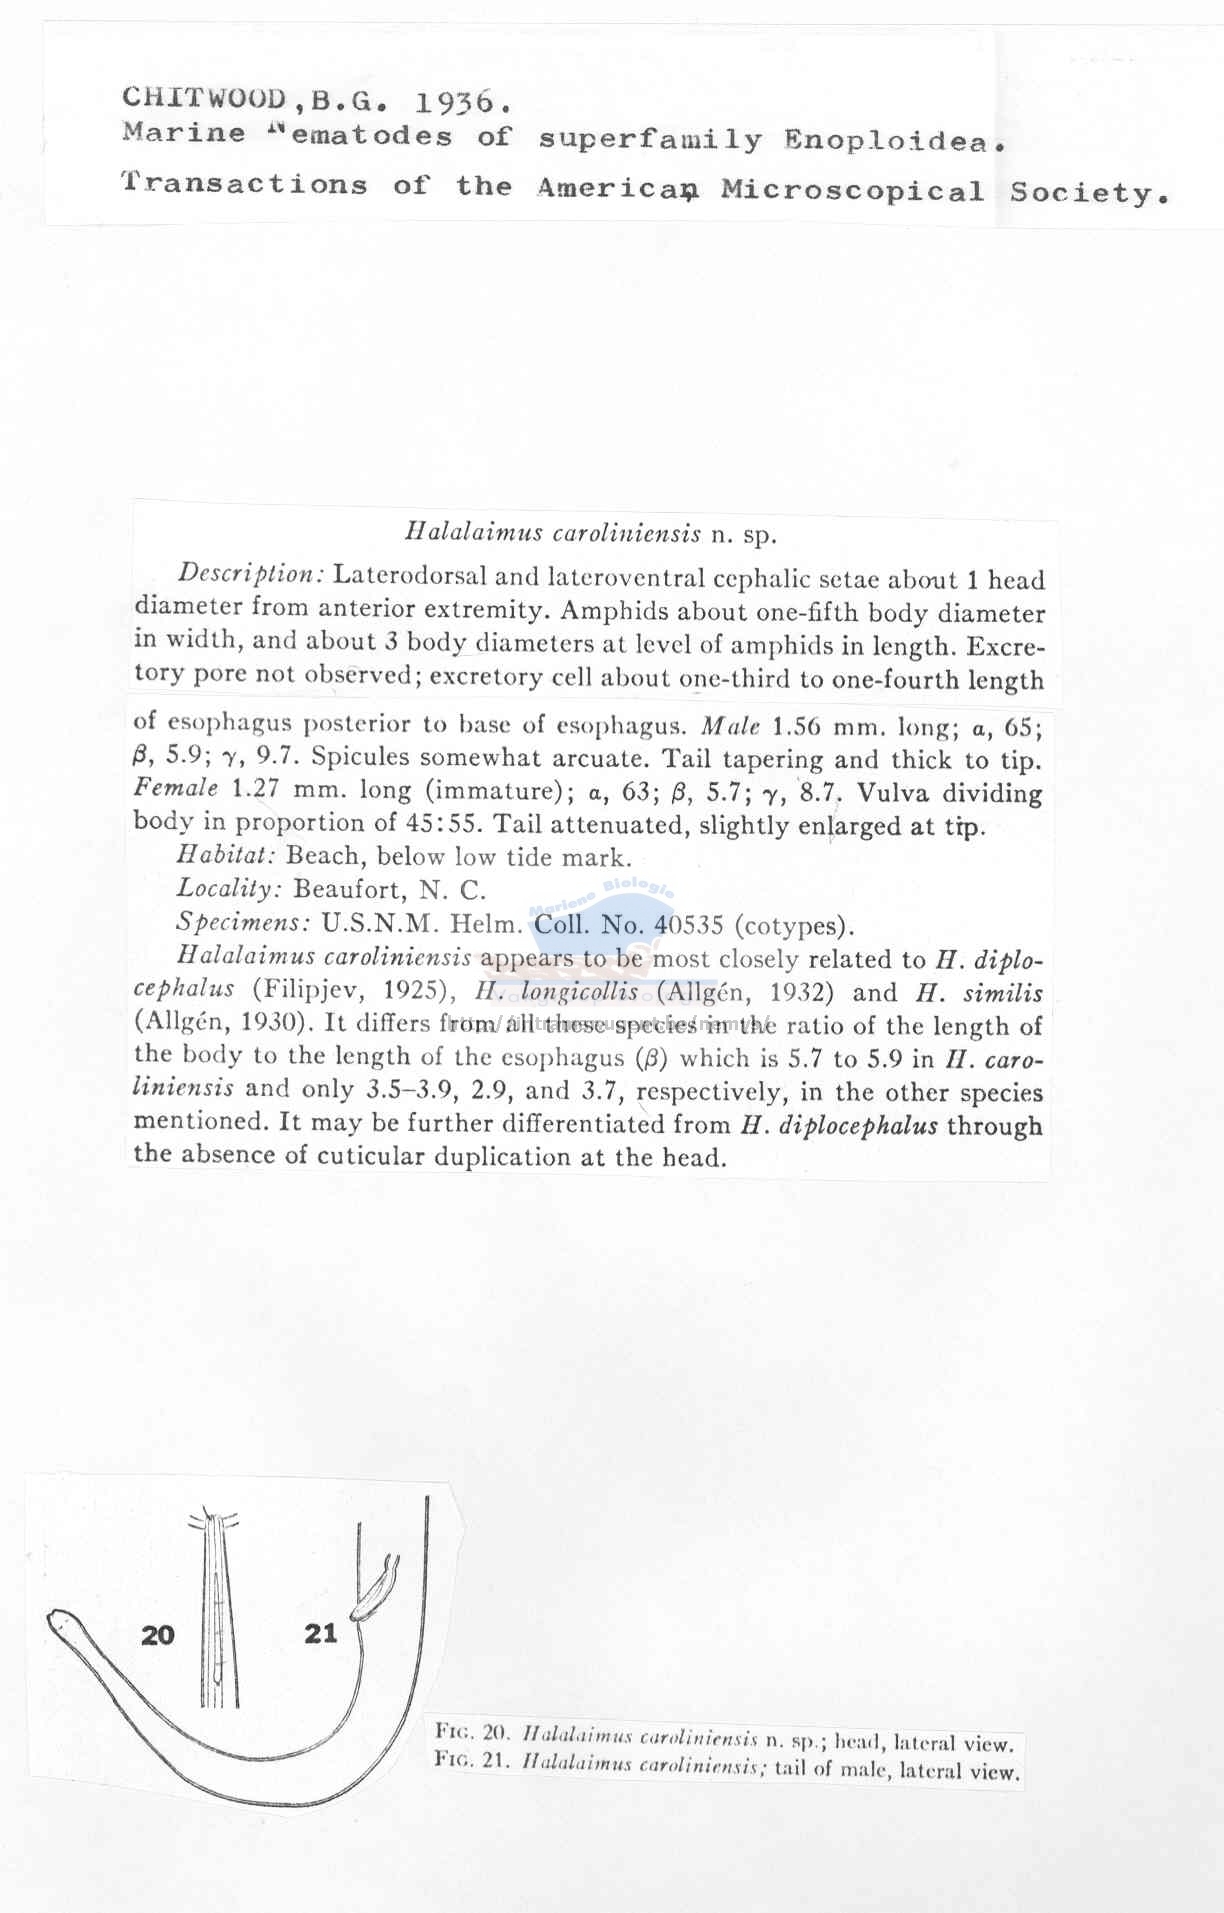 CHITWOOD,B.G. 1936.
Marine Nematodes of superfamily Enoploidea.
Transactions of the American Microscopical Society.
Halalaimus caroliniensis n. sp.
Description: Laterodorsal and lateroventral cephalic setae about 1 head
diameter from anterior extremity. Amphids about one-fifth body diameter
in width, and about 3 body diameters at level of amphids in length. Excre-
tory pore not observed; excretory cell about one-third to one-fourth length
of esophagus posterior to base of esophagus. Male 1.56 mm. long; α, 65;
β, 5.9; γ, 9.7. Spicules somewhat arcuate. Tail tapering and thick to tip.
Female 1.27 mm. long (immature); α, 63; β, 5.7; γ, 8.7. Vulva dividing
body in proportion of 45:55. Tail attenuated, slightly enlarged at tip.
Habitat: Beach, below low tide mark.
Locality: Beaufort, N. C.
Mariene Biologie
Specimens: U.S.N.M. Helm. Coll. No. 40535 (cotypes).
Halalaimus caroliniensis appears to be most closely related to H. diplo-
cephalus (Filipjev, 1925), H. longicollis (Allgén, 1932) and H. similis
(Allgén, 1930). It differs from all these species in the ratio of the length of
the body to the length of the esophagus (β) which is 5.7 to 5.9 in H. caro-
liniensis and only 3.5–3.9, 2.9, and 3.7, respectively, in the other species
mentioned. It may be further differentiated from H. diplocephalus through
the absence of cuticular duplication at the head.
20
21
FIG. 20. Halalaimus caroliniensis n. sp.; head, lateral view.
FIG. 21. Halalaimus caroliniensis; tail of male, lateral view.